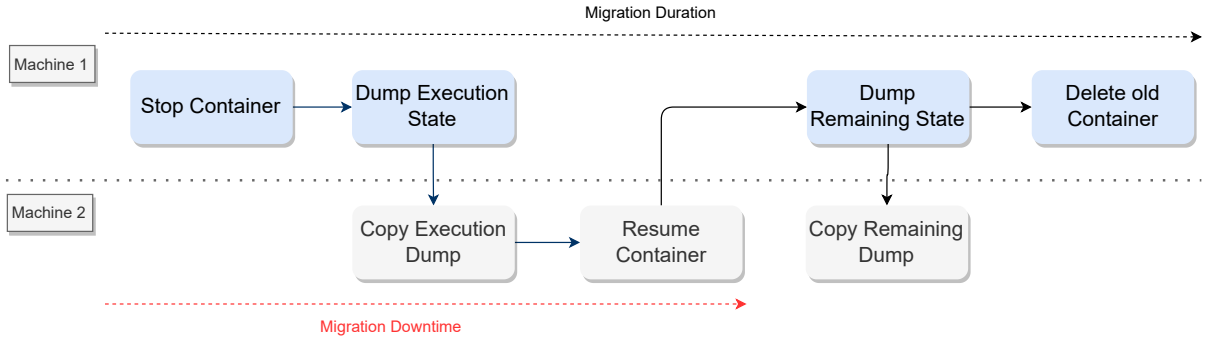 Migration Duration
Machine 1
Stop Container
Dump Execution
State
Dump
Remaining State
Delete old
Container
Machine 2
Copy Execution
Dump
Resume
Container
Copy Remaining
Dump
Migration Downtime